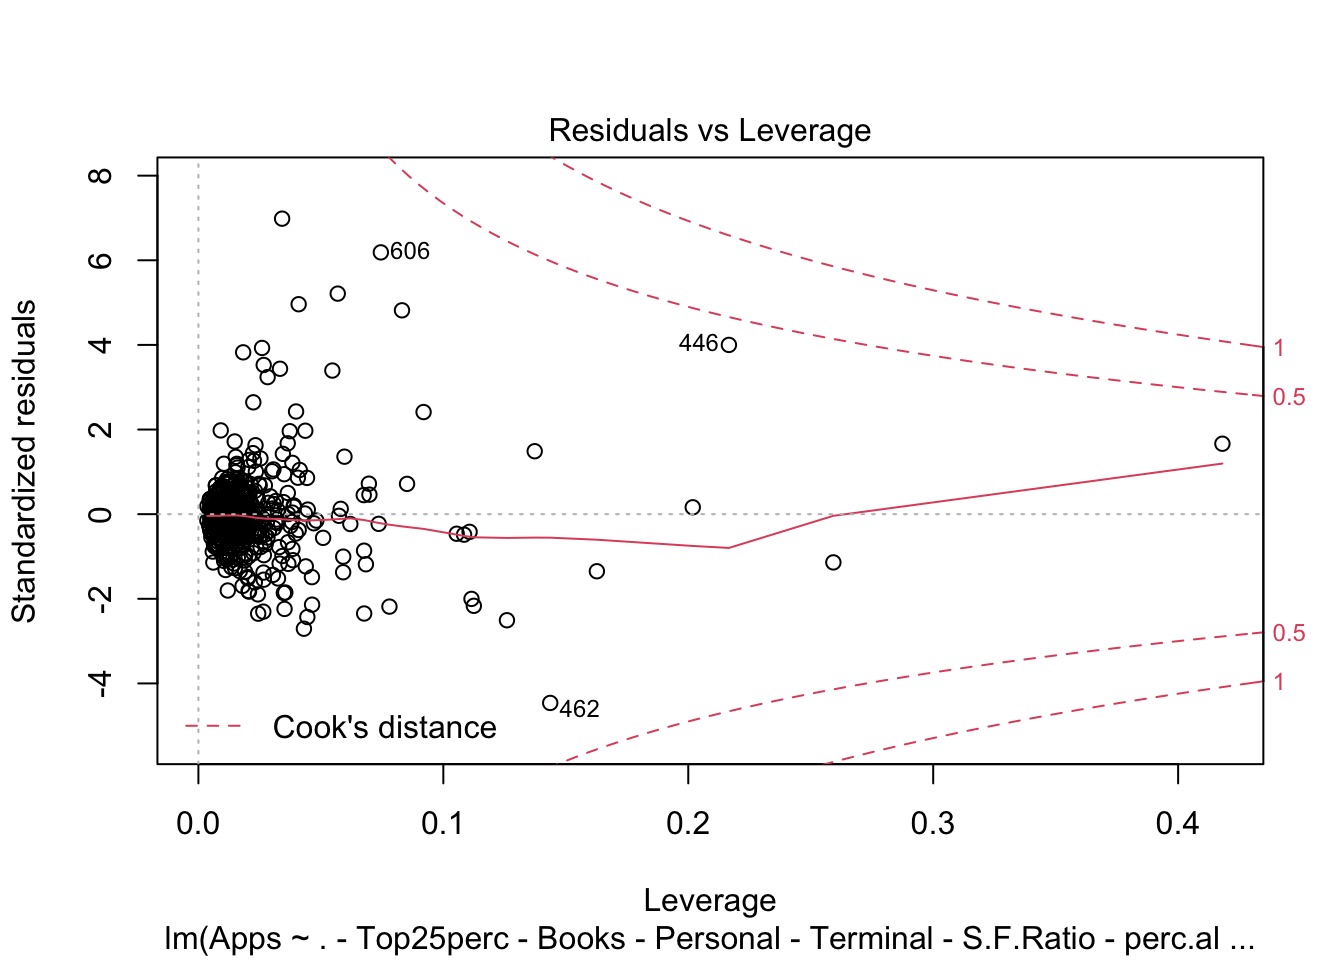 Residuals vs Leverage
Standardized residuals
8
6
4
2
0
-2
-4
606
446
462
1
0.5
0.5
1
Cook's distance
0.0 0.1 0.2 0.3 0.4
Leverage
lm(Apps ~ . - Top25perc - Books - Personal - Terminal - S.F.Ratio - perc.al ...